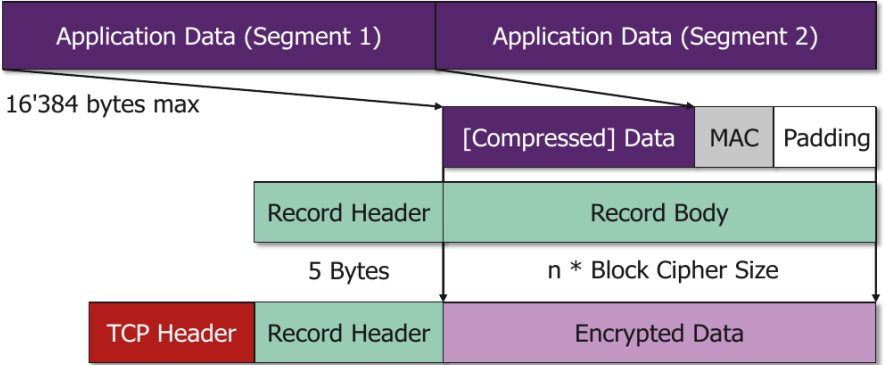 Application Data (Segment 1)
Application Data (Segment 2)
16'384 bytes max
[Compressed] Data
MAC
Padding
Record Header
Record Body
5 Bytes
n * Block Cipher Size
TCP Header
Record Header
Encrypted Data